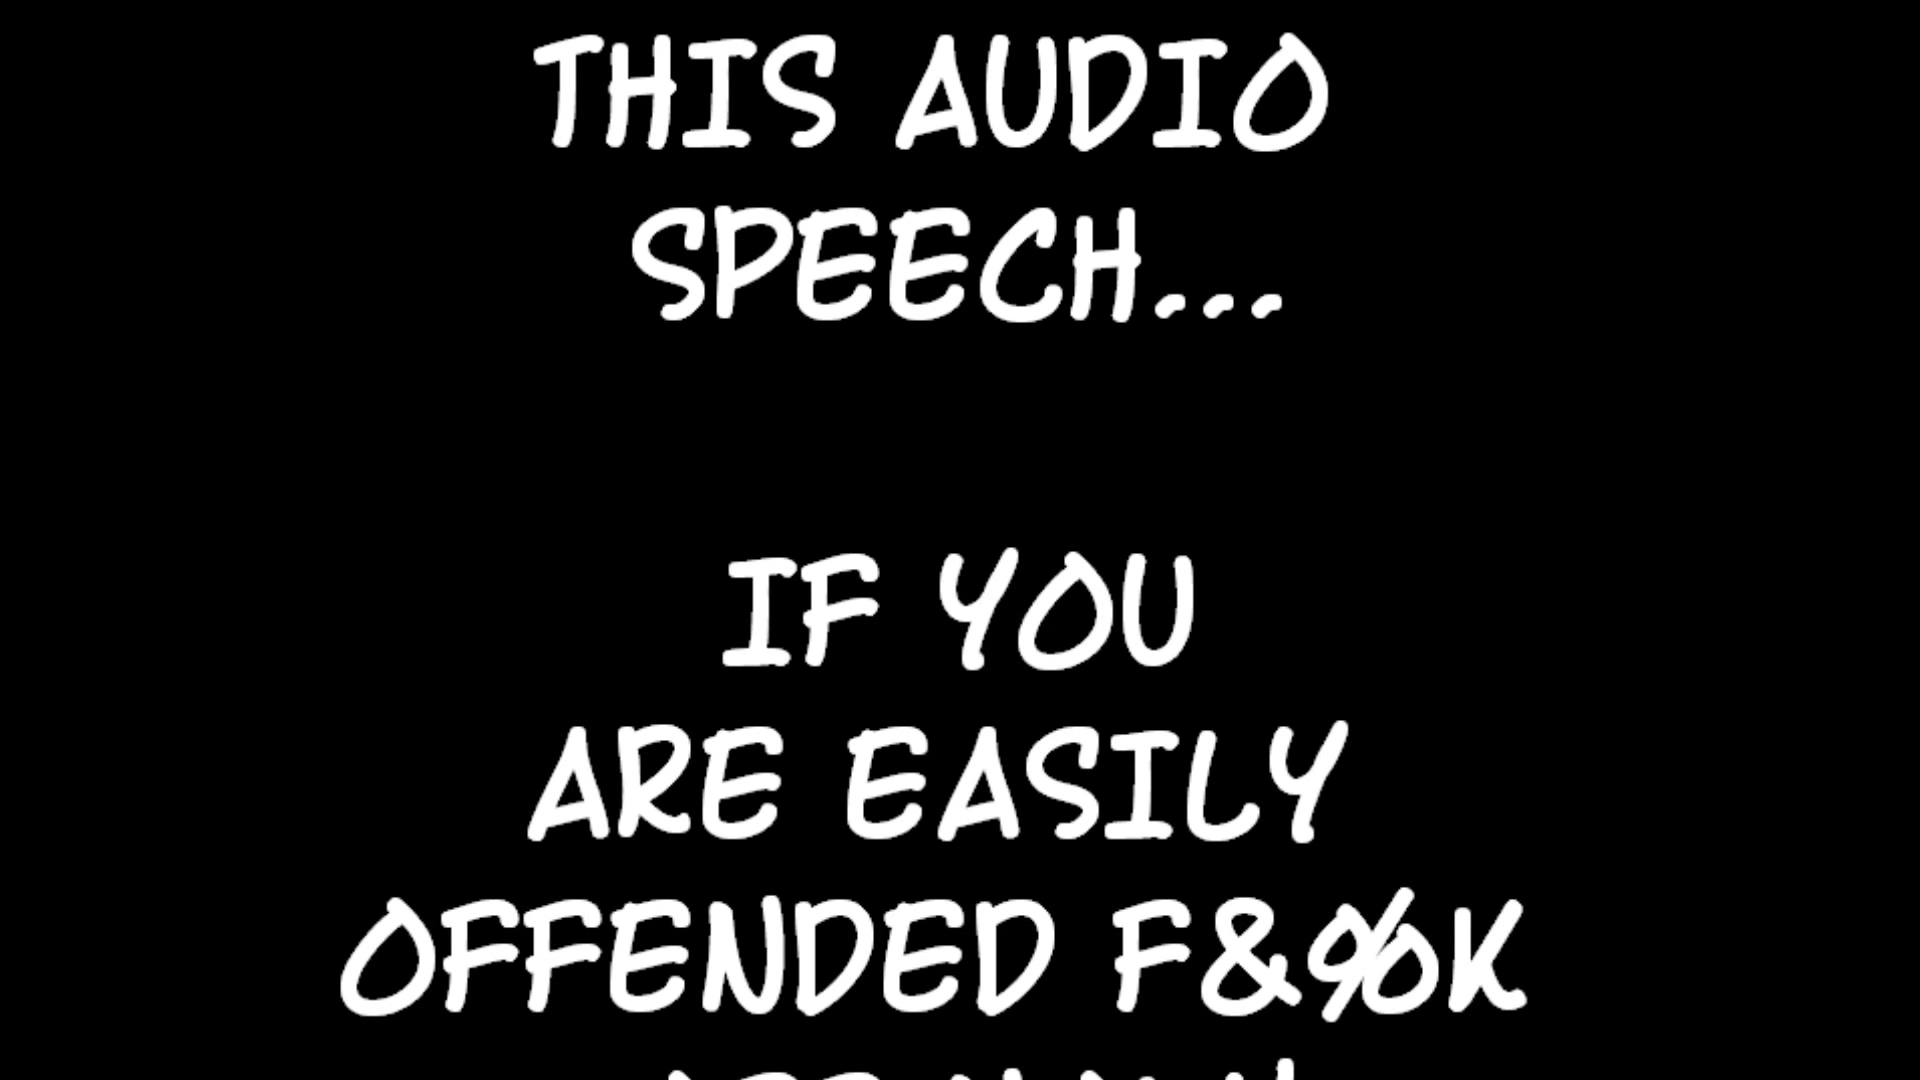 THIS AUDIO
SPEECH...
IF YOU
ARE EASILY
OFFENDED F&%K